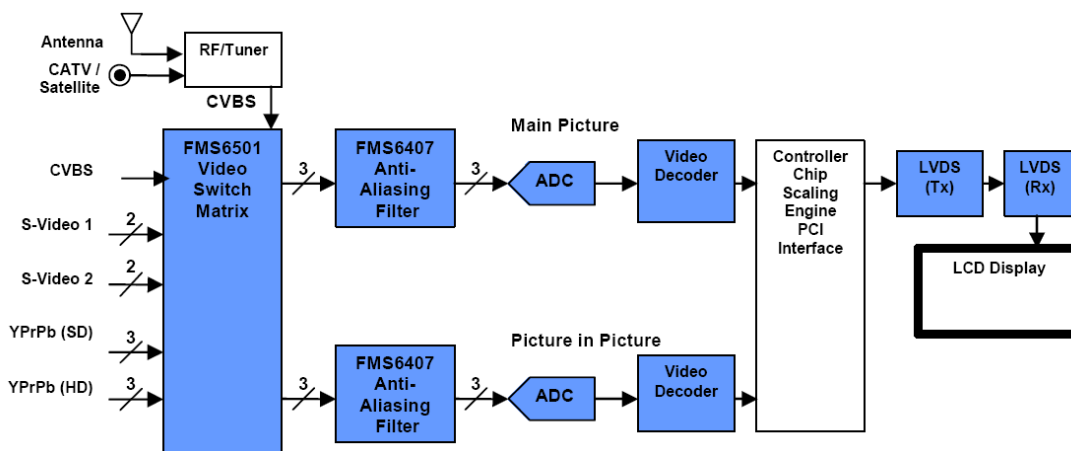 Antenna
CATV /
Satellite
RF/Tuner
CVBS
CVBS
S-Video 1
2
S-Video 2
2
YPrPb (SD)
3
YPrPb (HD)
3
FMS6501
Video
Switch
Matrix
3
FMS6407
Anti-
Aliasing
Filter
3
Main Picture
ADC
Video
Decoder
3
FMS6407
Anti-
Aliasing
Filter
3
Picture in Picture
ADC
Video
Decoder
Controller
Chip
Scaling
Engine
PCI
Interface
LVDS
(Tx)
LVDS
(Rx)
LCD Display